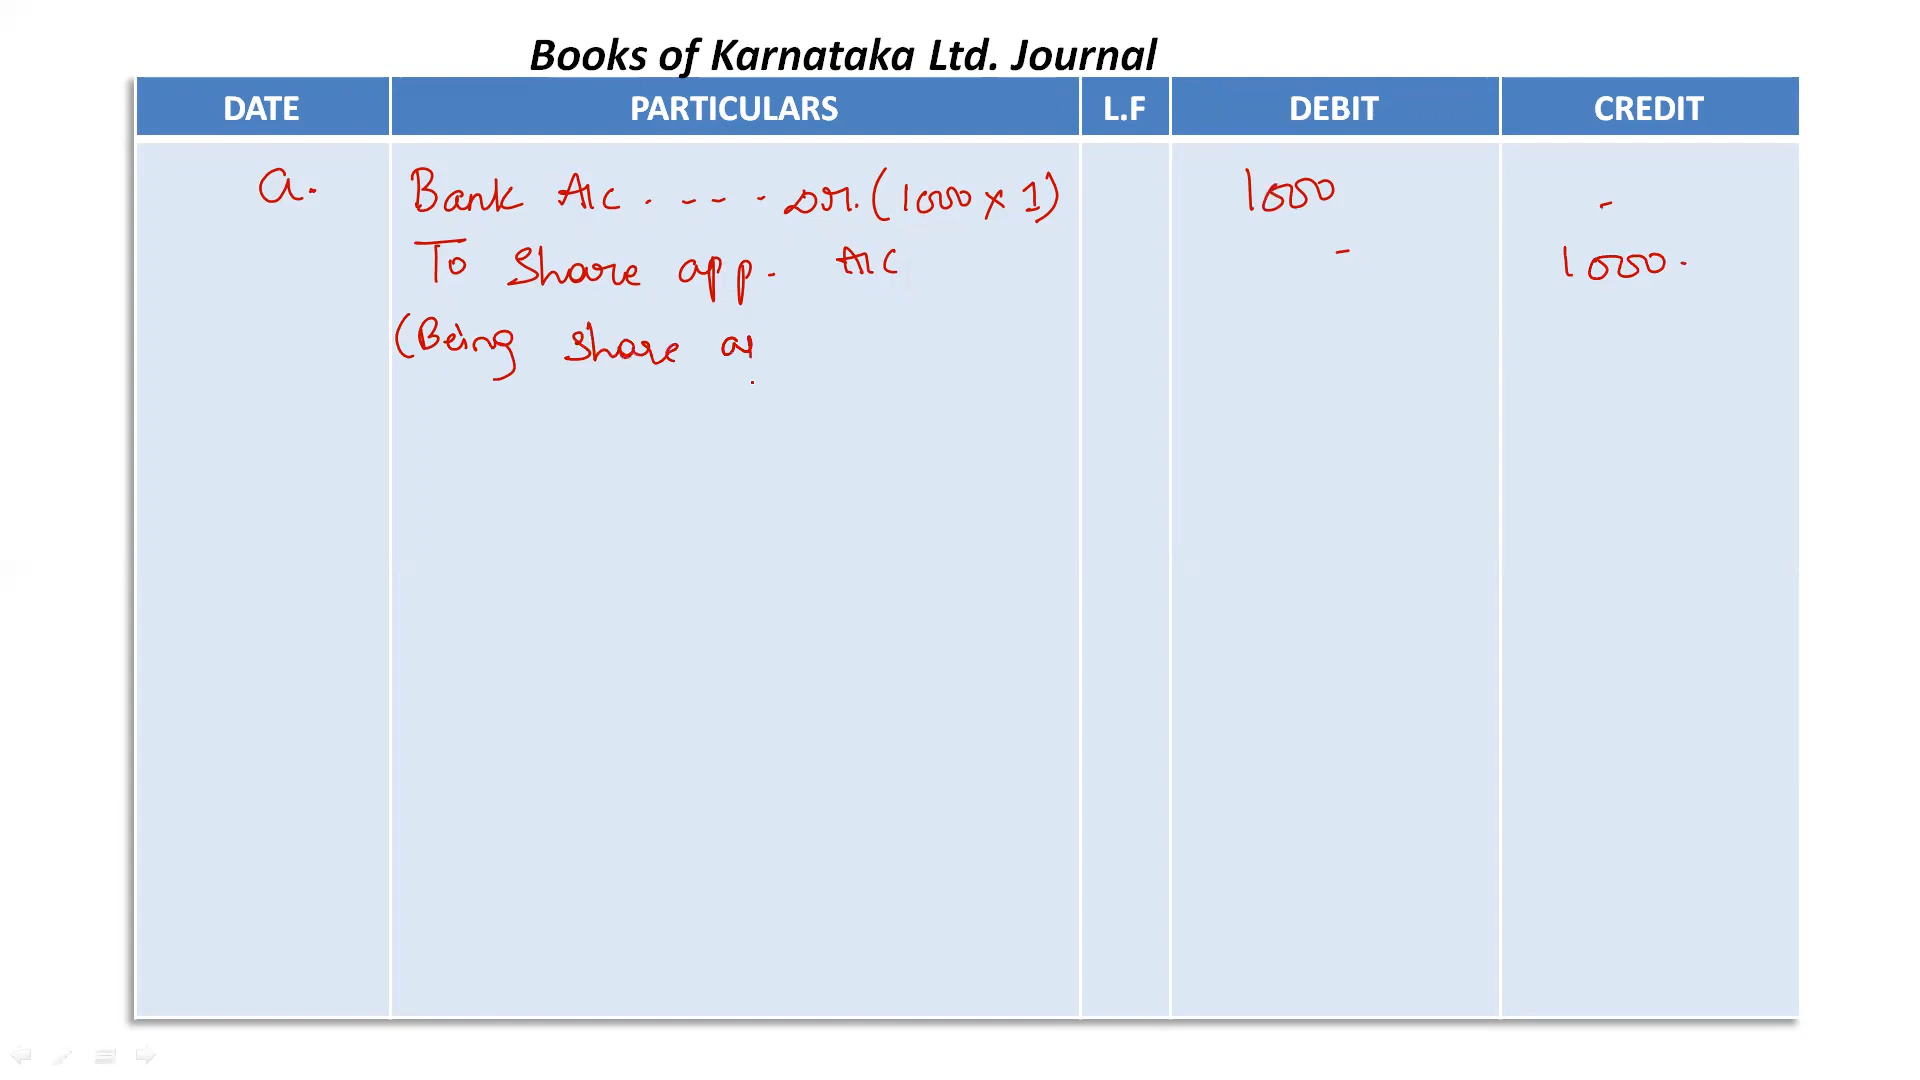 Books of Karnataka Ltd. Journal
DATE PARTICULARS L.F DEBIT CREDIT
a. Bank A/c . - - - . Dr. (1000 x 1) 1000 -
To Share app. A/c - 1000.
(Being share